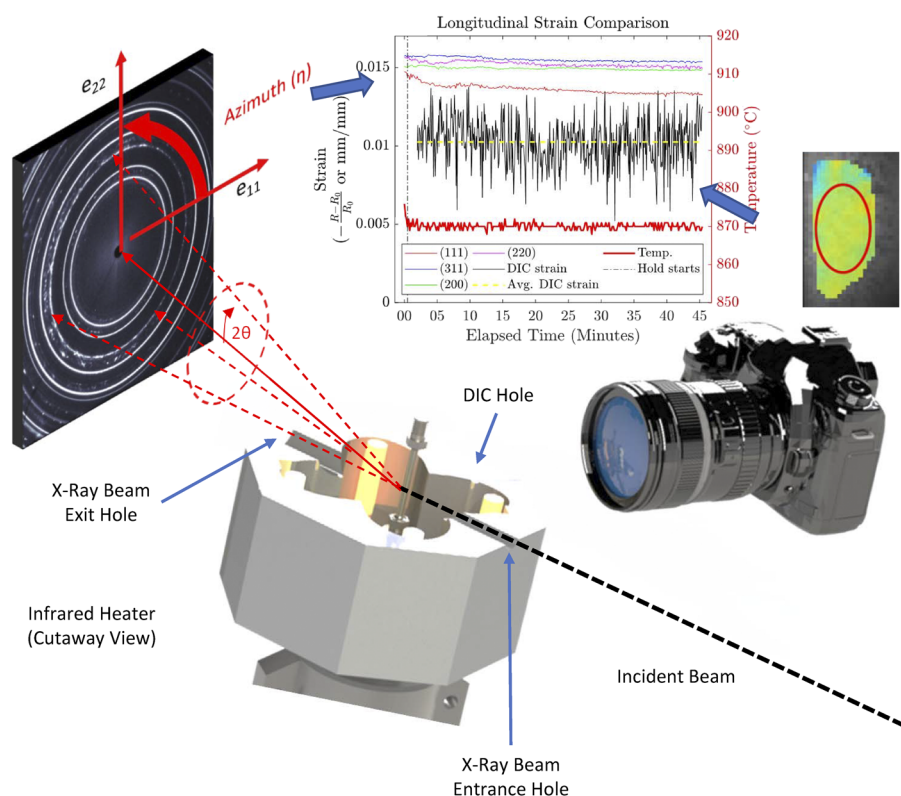 Longitudinal Strain Comparison
e22
Azimuth (η)
e11
2θ
Strain
(− R−R0 / R0 or mm/mm)
0.015
0.01
0.005
0
920
910
900
890
880
870
860
850
Temperature (°C)
(111)
(220)
Temp.
(311)
DIC strain
Hold starts
(200)
Avg. DIC strain
0 0 5 10 15 20 25 30 35 40 45
Elapsed Time (Minutes)
DIC Hole
X-Ray Beam
Exit Hole
Infrared Heater
(Cutaway View)
Incident Beam
X-Ray Beam
Entrance Hole